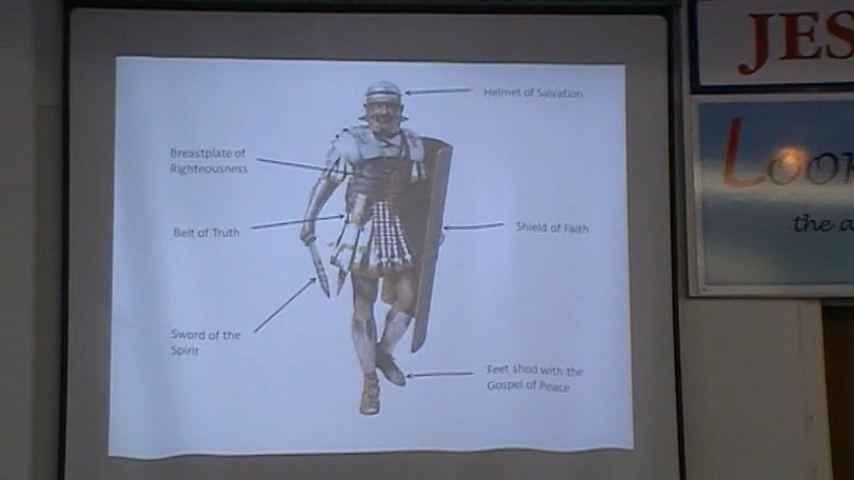 Helmet of Salvation
Breastplate of
Righteousness
Belt of Truth
Shield of Faith
Sword of the
Spirit
Feet shod with the
Gospel of Peace
the